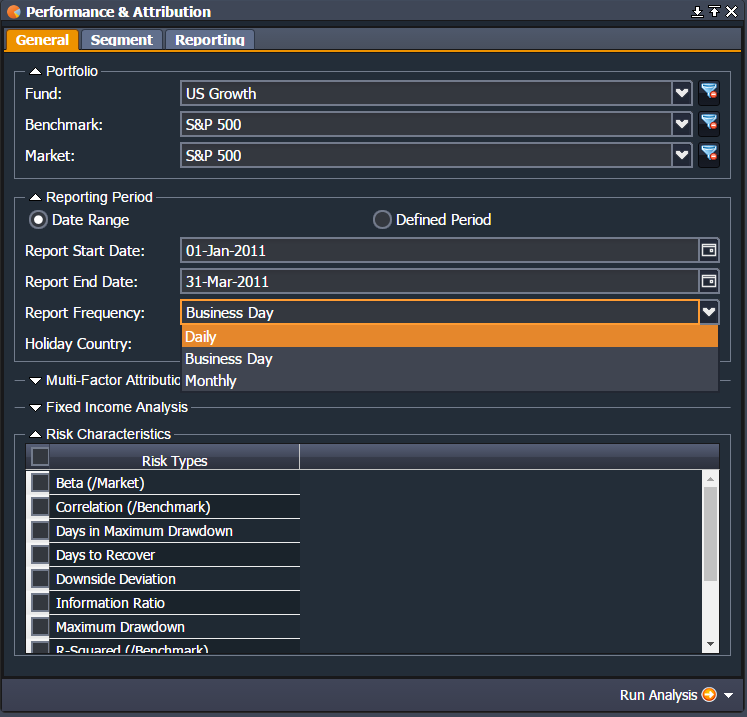 Performance & Attribution
General Segment Reporting
Portfolio
Fund: US Growth
Benchmark: S&P 500
Market: S&P 500
Reporting Period
Date Range Defined Period
Report Start Date: 01-Jan-2011
Report End Date: 31-Mar-2011
Report Frequency: Business Day
Daily
Holiday Country:
Business Day
Multi-Factor Attributio
Monthly
Fixed Income Analysis
Risk Characteristics
Risk Types
Beta (/Market)
Correlation (/Benchmark)
Days in Maximum Drawdown
Days to Recover
Downside Deviation
Information Ratio
Maximum Drawdown
R-Squared (/Benchmark)
Run Analysis